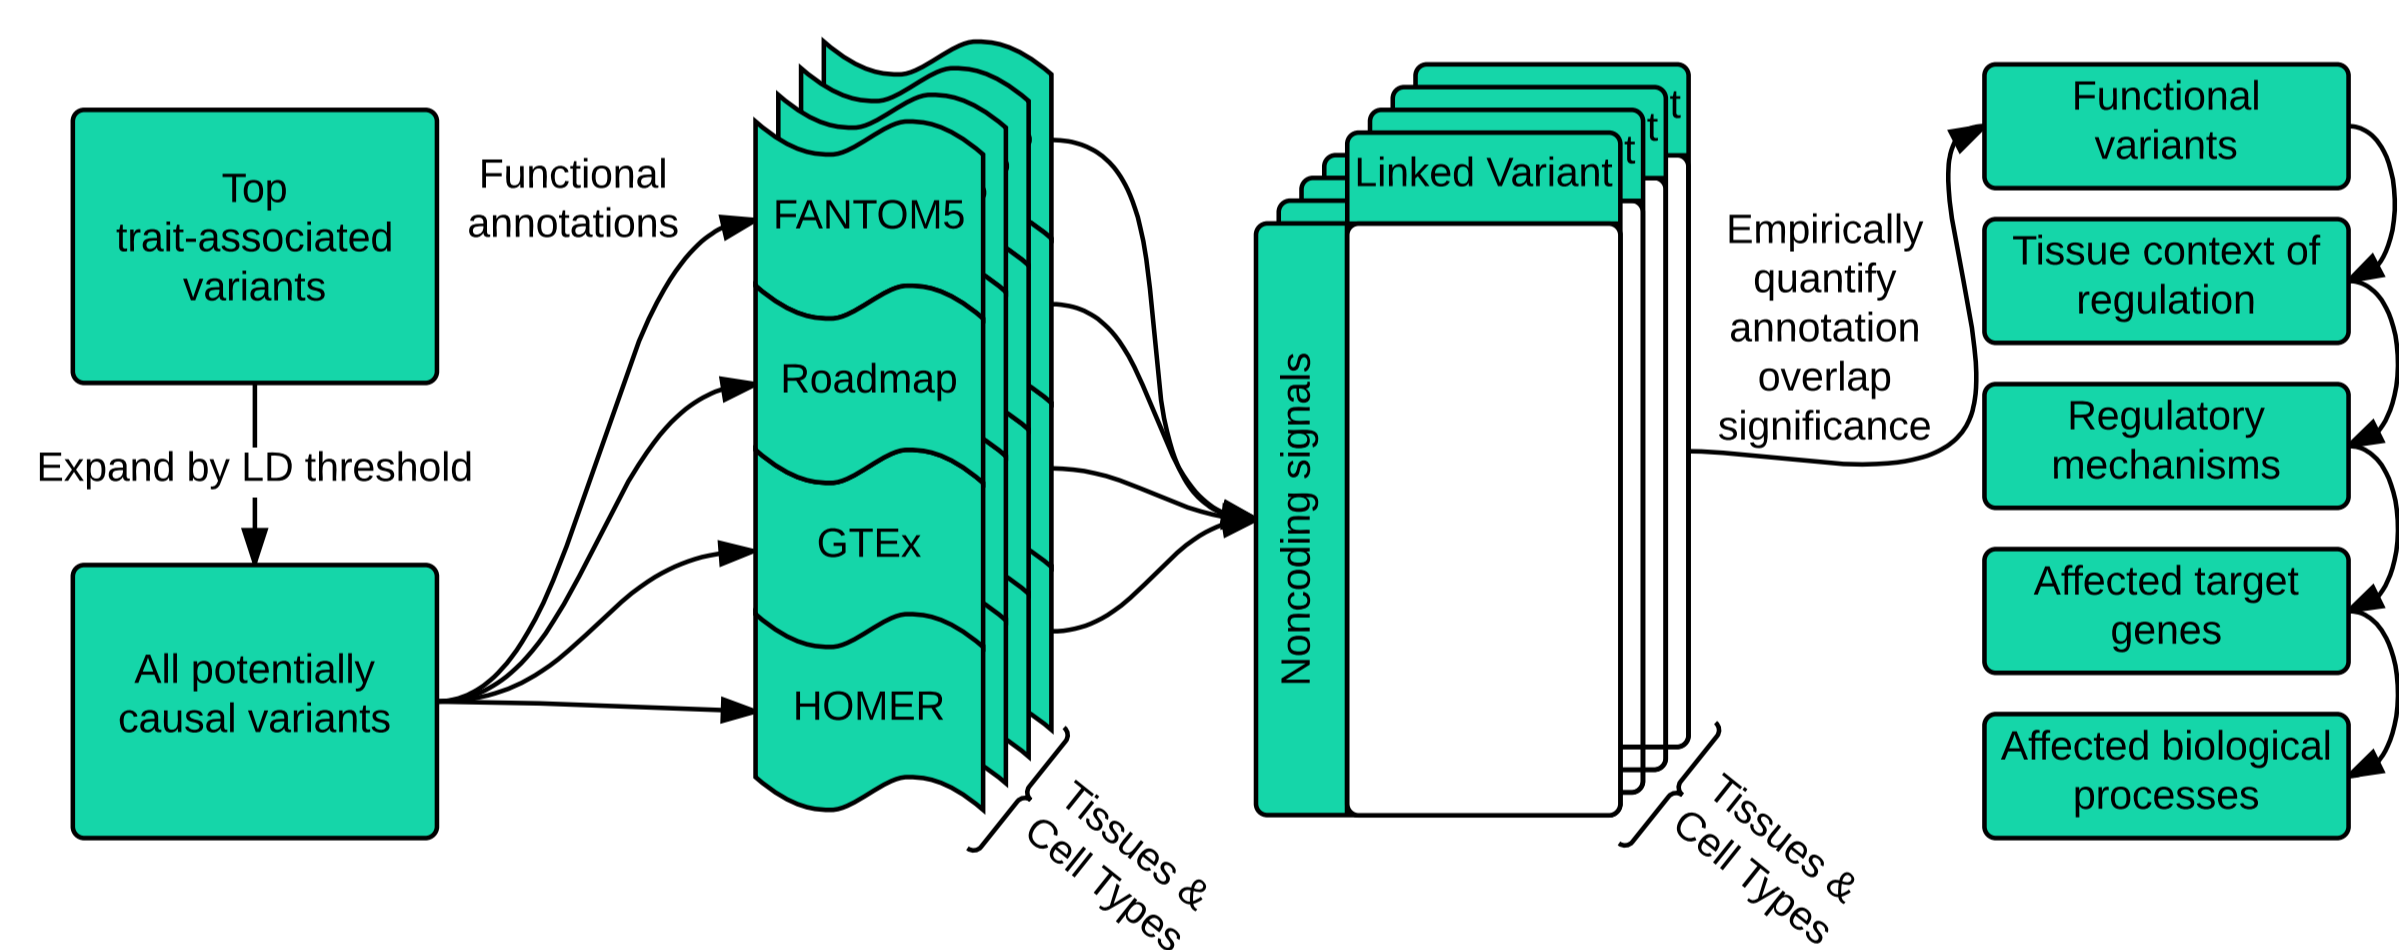 Top
trait-associated
variants
Expand by LD threshold
All potentially
causal variants
Functional
annotations
FANTOM5
Roadmap
GTEx
HOMER
Tissues &
Cell Types
Linked Variant
t
t
t
Noncoding signals
Tissues &
Cell Types
Empirically
quantify
annotation
overlap
significance
Functional
variants
Tissue context of
regulation
Regulatory
mechanisms
Affected target
genes
Affected biological
processes